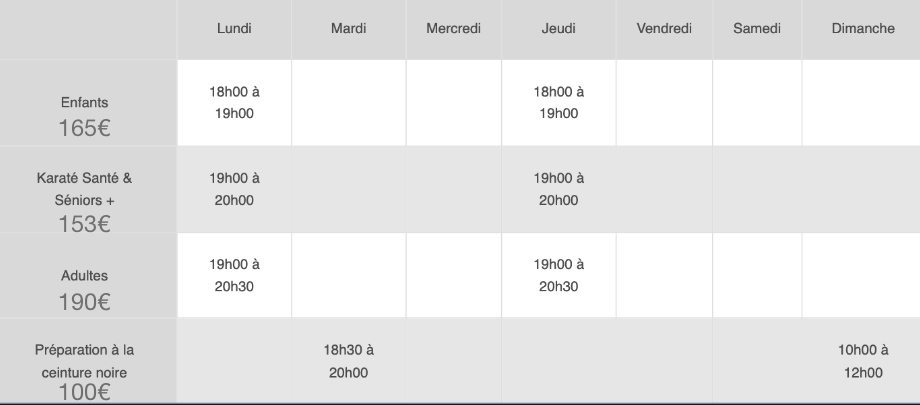 Lundi Mardi Mercredi Jeudi Vendredi Samedi Dimanche
Enfants
165€
18h00 à
19h00
18h00 à
19h00
Karaté Santé &
Séniors +
153€
19h00 à
20h00
19h00 à
20h00
Adultes
190€
19h00 à
20h30
19h00 à
20h30
Préparation à la
ceinture noire
100€
18h30 à
20h00
10h00 à
12h00